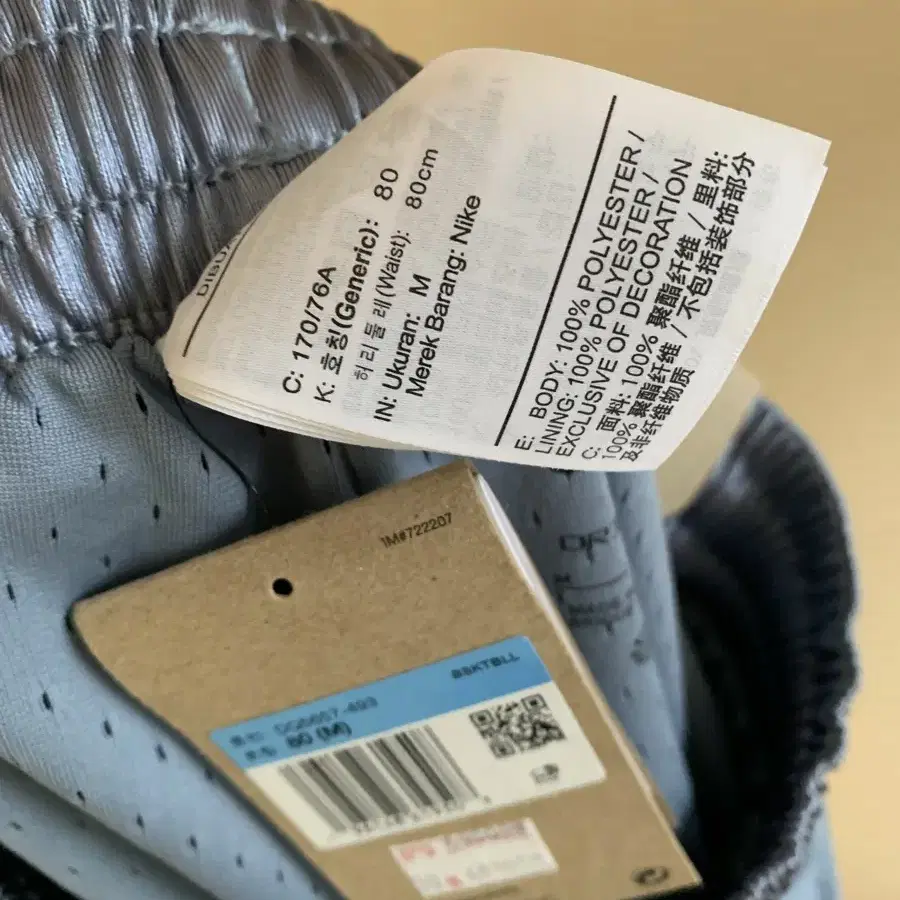 C: 170/76A
K: 호칭(Generic): 80
허리둘레(Waist): 80cm
IN: Ukuran: M
Merek Barang: Nike
E: BODY: 100% POLYESTER /
LINING: 100% POLYESTER /
EXCLUSIVE OF DECORATION
C: 面料: 100% 聚酯纤维 / 里料:
100% 聚酯纤维 / 不包括装饰部分
及非纤维物质
IM#722207
BSKTBLL
80 (M)